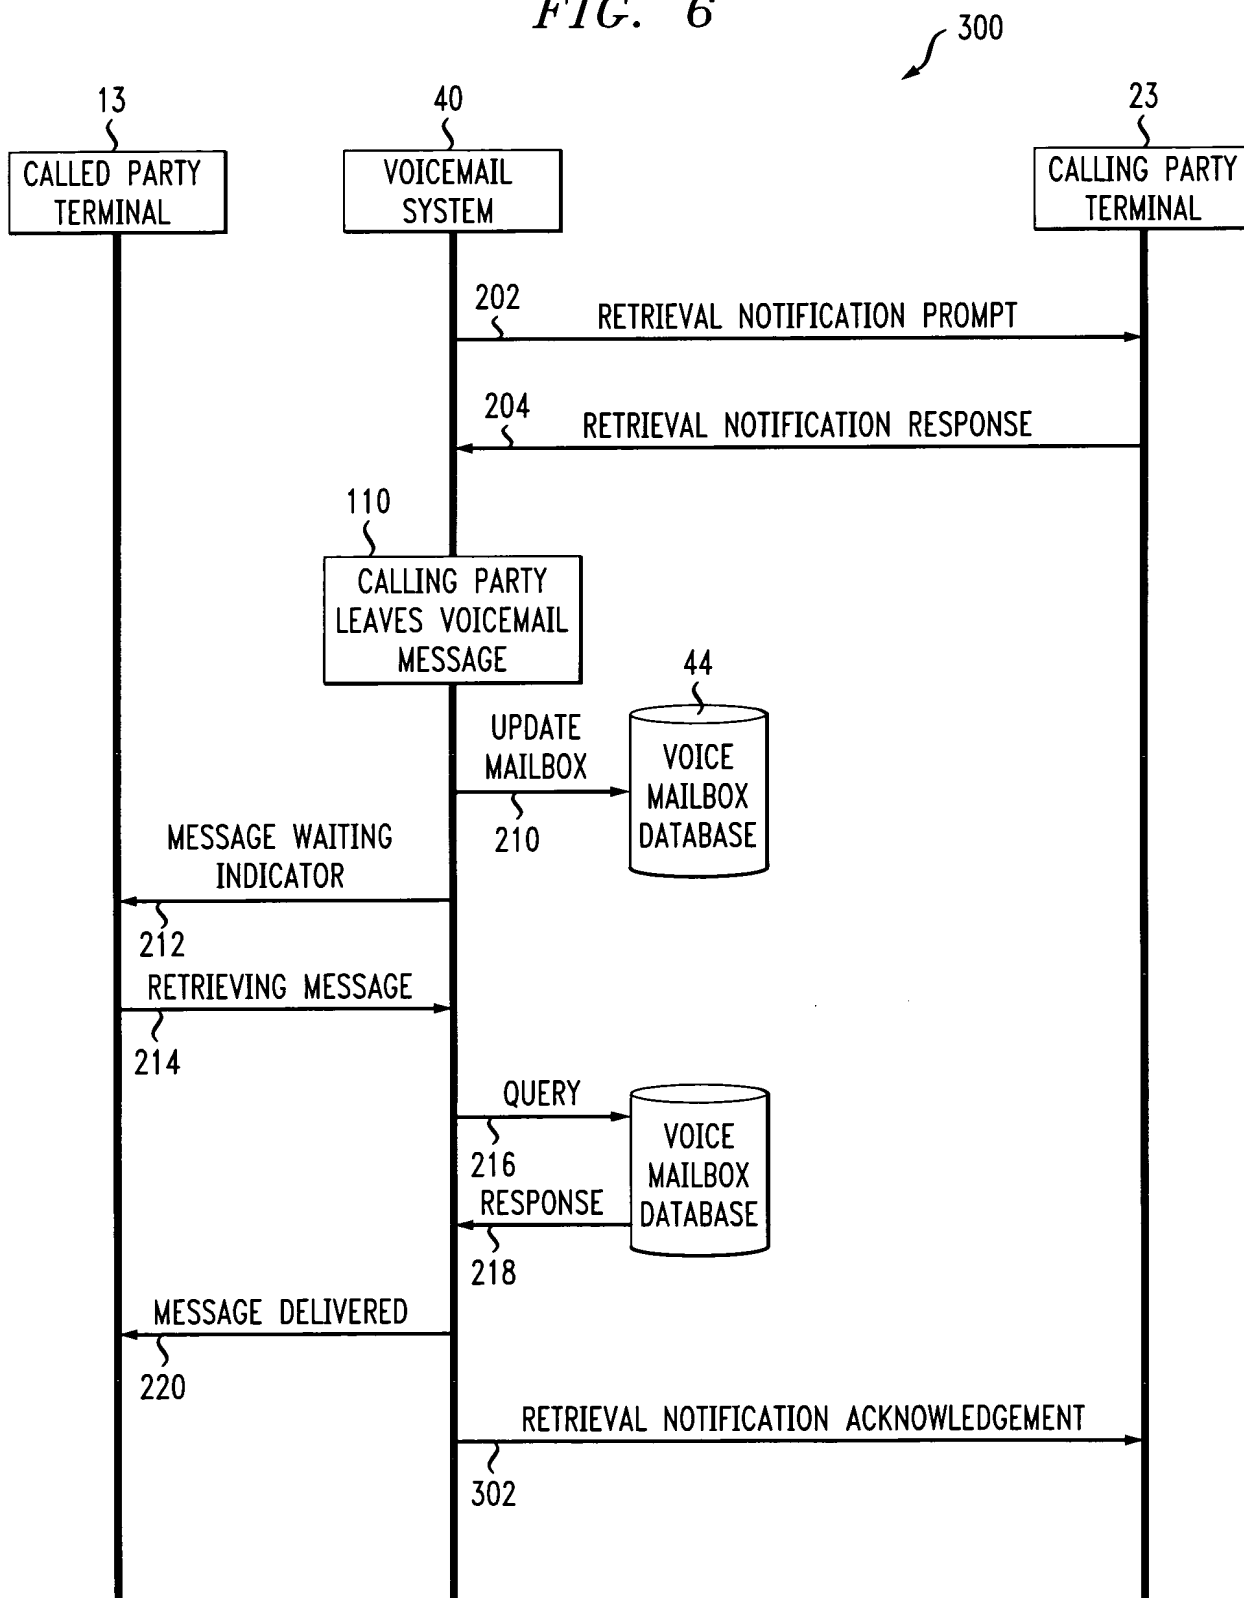 FIG. 6
300
13
40
23
CALLED PARTY
TERMINAL
VOICEMAIL
SYSTEM
CALLING PARTY
TERMINAL
202
RETRIEVAL NOTIFICATION PROMPT
204
RETRIEVAL NOTIFICATION RESPONSE
110
CALLING PARTY
LEAVES VOICEMAIL
MESSAGE
44
UPDATE
MAILBOX
210
VOICE
MAILBOX
DATABASE
MESSAGE WAITING
INDICATOR
212
RETRIEVING MESSAGE
214
QUERY
216
RESPONSE
218
VOICE
MAILBOX
DATABASE
MESSAGE DELIVERED
220
RETRIEVAL NOTIFICATION ACKNOWLEDGEMENT
302